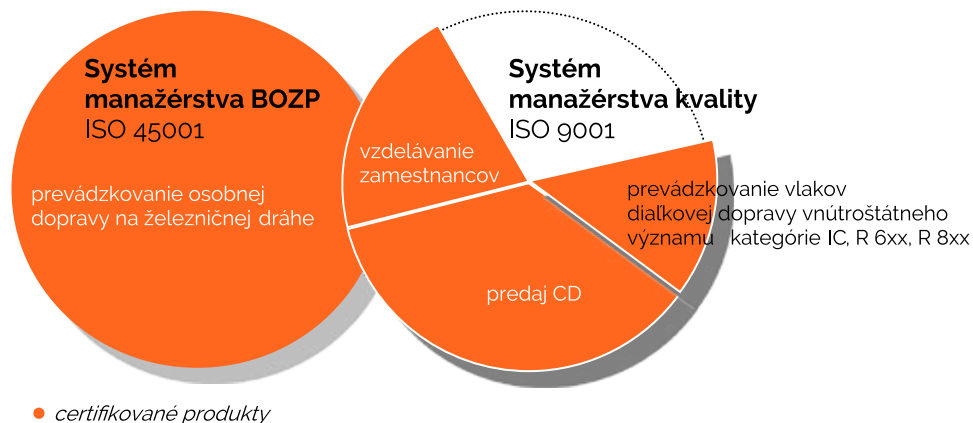 Systém
manažérstva BOZP
ISO 45001
prevádzkovanie osobnej
dopravy na železničnej dráhe
Systém
manažérstva kvality
ISO 9001
vzdelávanie
zamestnancov
prevádzkovanie vlakov
diaľkovej dopravy vnútroštátneho
významu kategórie IC, R 6xx, R 8xx
predaj CD
certifikované produkty